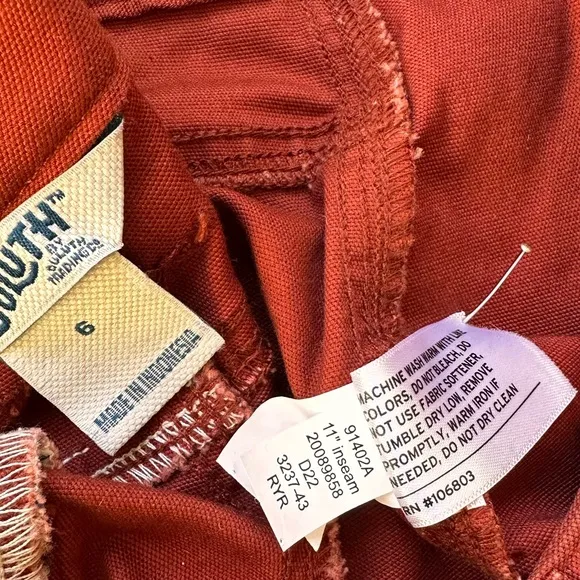 DULUTH™
BY
DULUTH
TRADING CO
6
MADE IN INDONESIA
91402A
11" Inseam
20089858
D22
3237-43
RYR
MACHINE WASH WARM WITH LIKE
COLORS. DO NOT BLEACH. DO
NOT USE FABRIC SOFTENER.
TUMBLE DRY LOW. REMOVE
PROMPTLY, WARM IRON IF
NEEDED, DO NOT DRY CLEAN
RN #106803